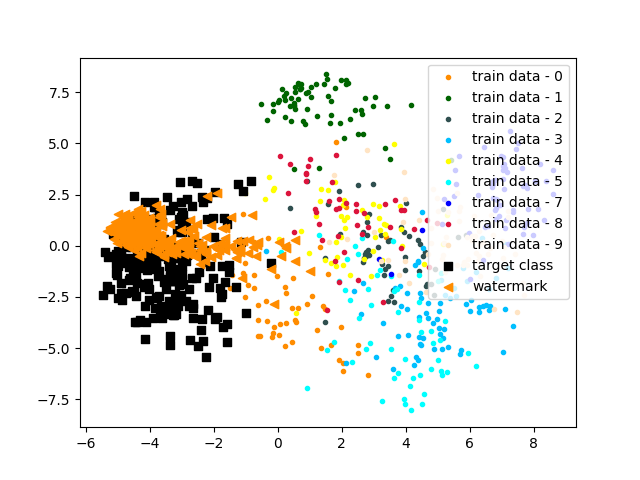 7.5
5.0
2.5
0.0
−2.5
−5.0
−7.5
−6
−4
−2
0
2
4
6
8
train data - 0
train data - 1
train data - 2
train data - 3
train data - 4
train data - 5
train data - 7
train data - 8
train data - 9
target class
watermark